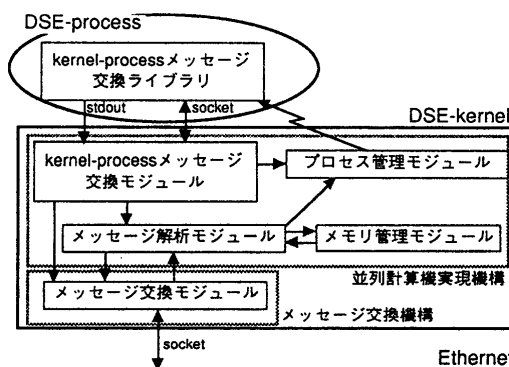 DSE-process
kernel-processメッセージ
交換ライブラリ
stdout
socket
DSE-kernel
kernel-processメッセージ
交換モジュール
プロセス管理モジュール
メッセージ解析モジュール
メモリ管理モジュール
並列計算機実現機構
メッセージ交換モジュール
メッセージ交換機構
socket
Ethernet